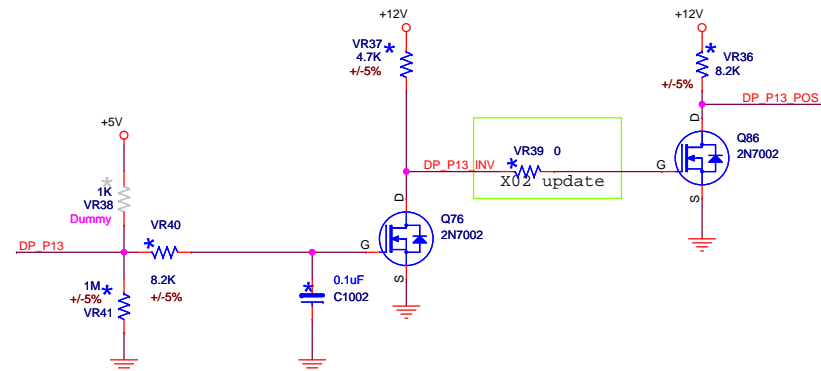 +12V
+12V
VR37
4.7K
+/-5%
*
*
VR36
8.2K
+/-5%
DP_P13_POS
+5V
D
Q86
2N7002
VR39 0
*
DP_P13_INV
G
X02 update
*
1K
VR38
Dummy
D
S
VR40
Q76
2N7002
DP_P13
*
G
1M
*
+/-5%
VR41
8.2K
+/-5%
S
*
0.1uF
C1002